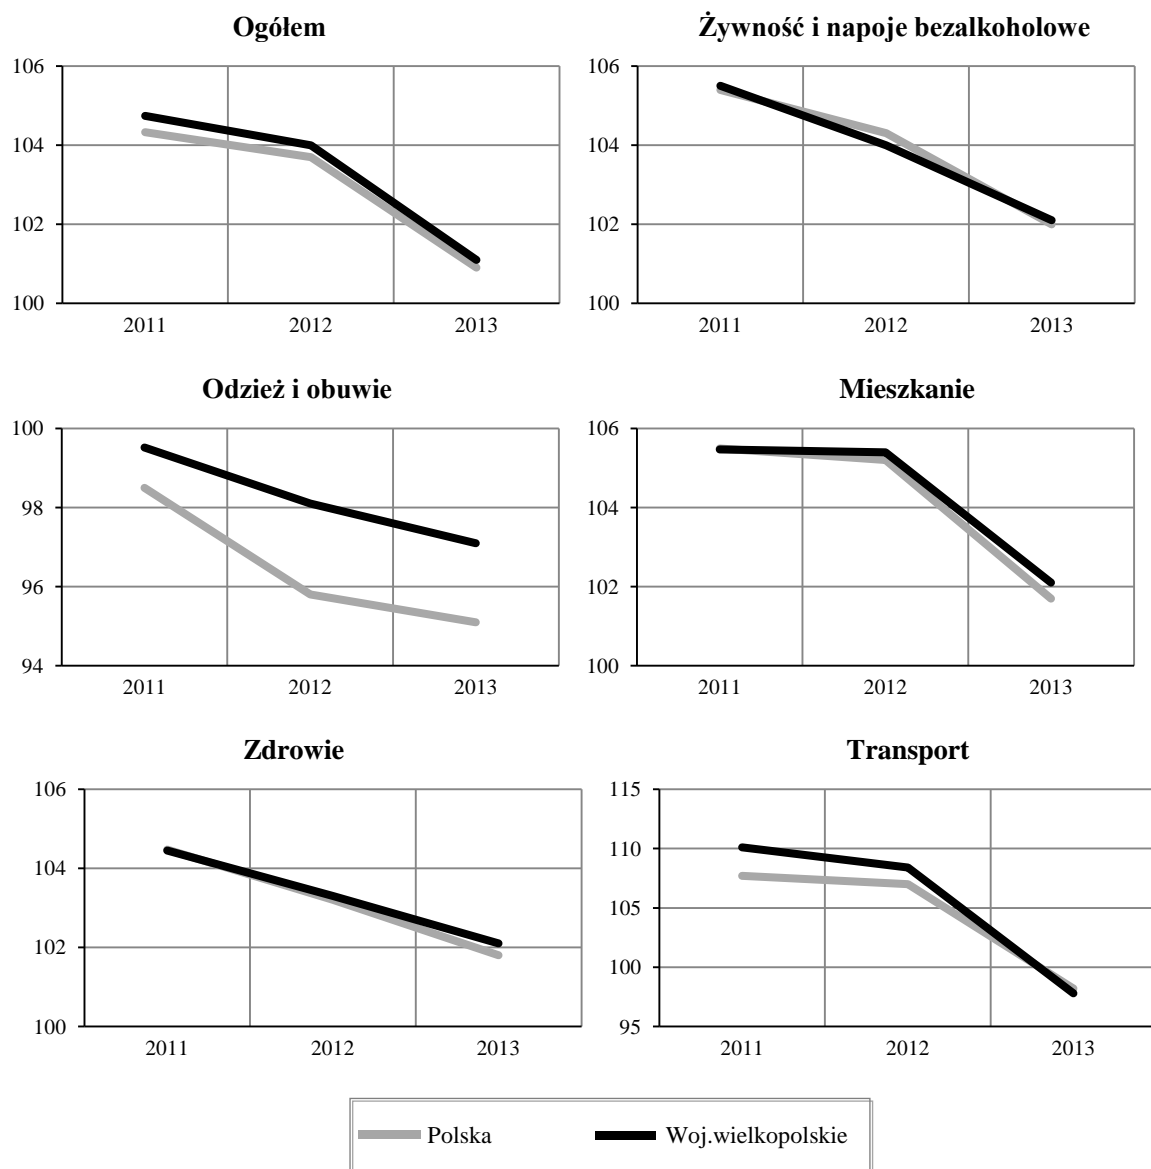 Ogółem
106
104
102
100
2011 2012 2013
Żywność i napoje bezalkoholowe
106
104
102
100
2011 2012 2013
Odzież i obuwie
100
98
96
94
2011 2012 2013
Mieszkanie
106
104
102
100
2011 2012 2013
Zdrowie
106
104
102
100
2011 2012 2013
Transport
115
110
105
100
95
2011 2012 2013
Polska Woj.wielkopolskie